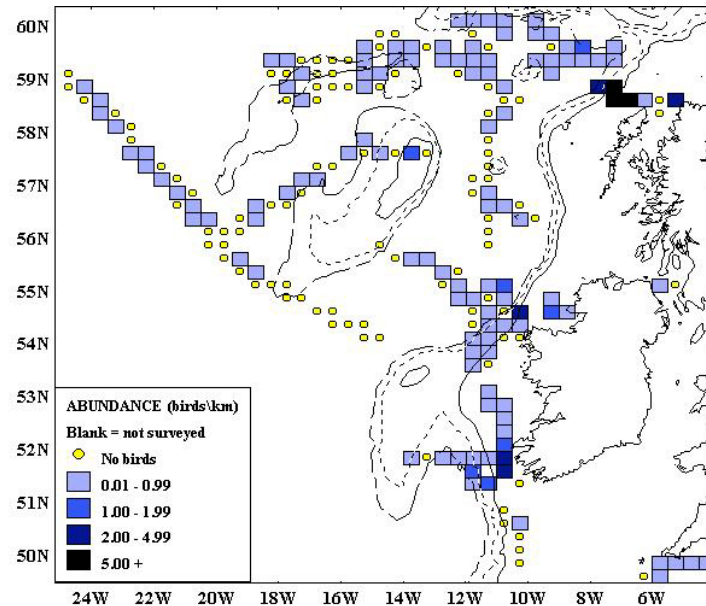 60N
59N
58N
57N
56N
55N
54N
53N
52N
51N
50N
ABUNDANCE (birds\km)
Blank = not surveyed
No birds
0.01 - 0.99
1.00 - 1.99
2.00 - 4.99
5.00 +
24W 22W 20W 18W 16W 14W 12W 10W 8W 6W